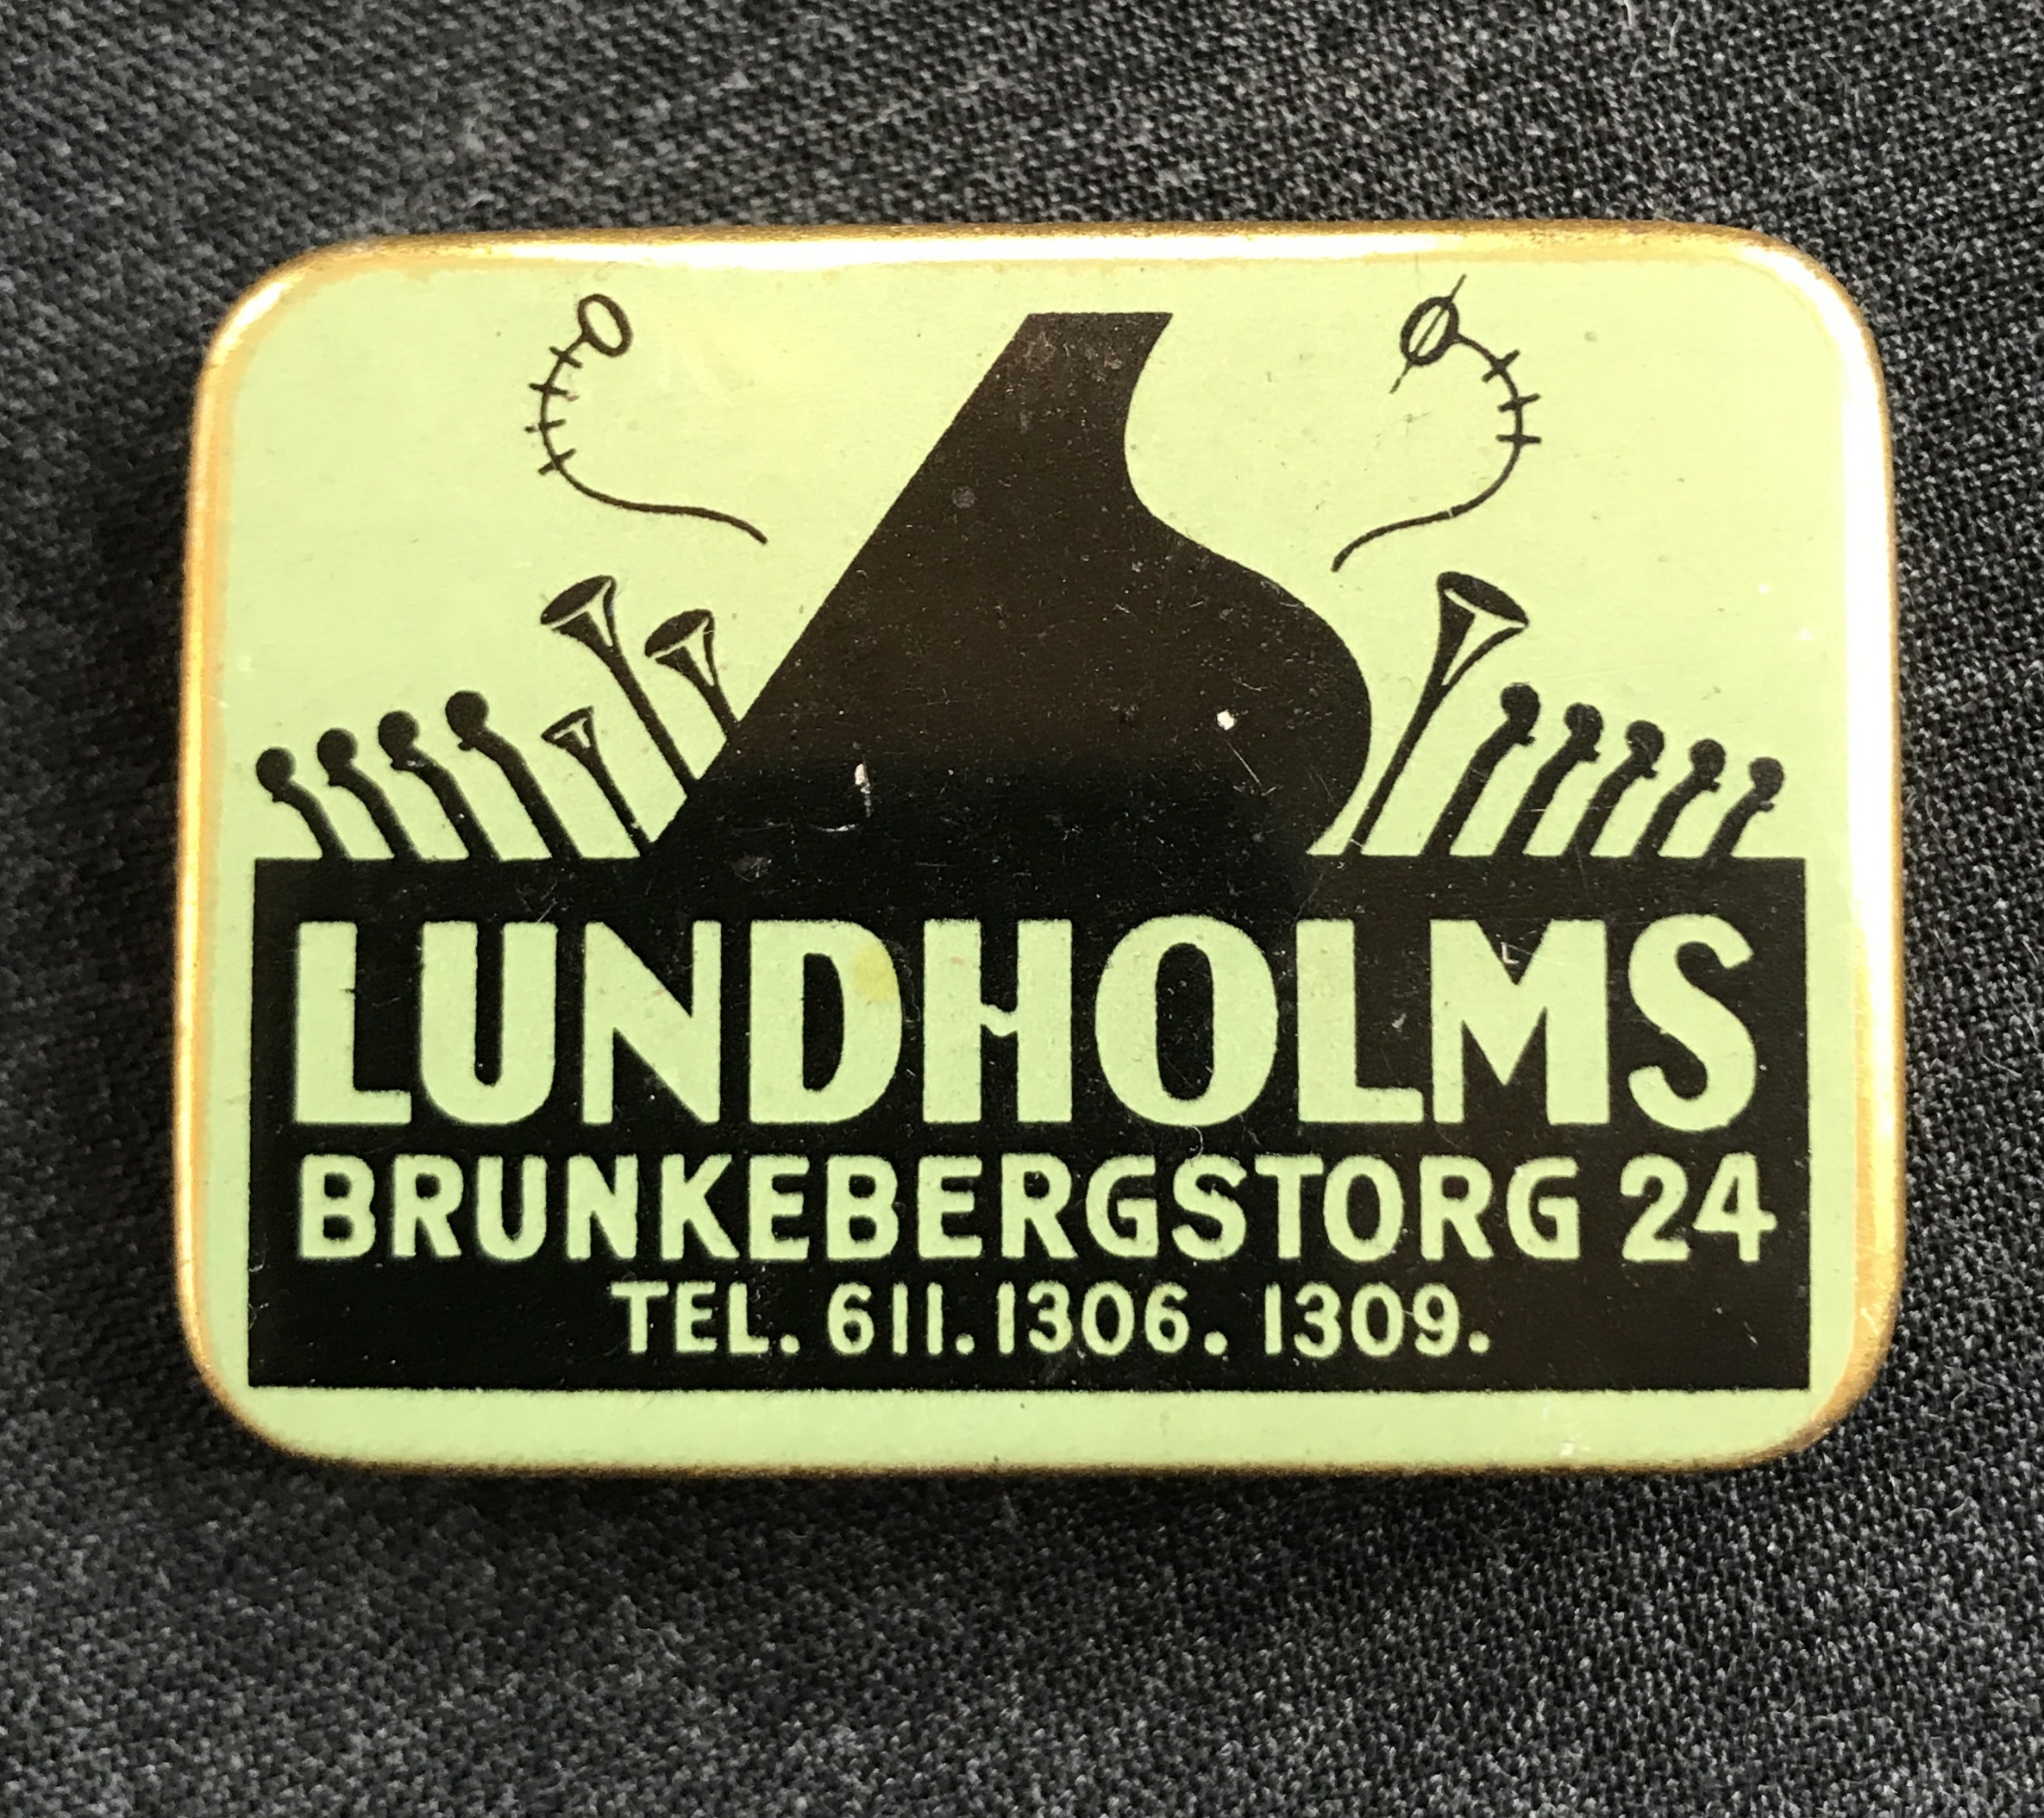 LUNDHOLMS
BRUNKEBERGSTORG 24
TEL. 611. 1306. 1309.